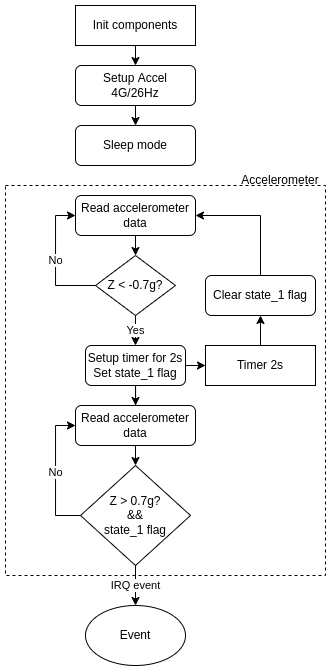 Init components
Setup Accel
4G/26Hz
Sleep mode
Accelerometer
Read accelerometer
data
No
Z < -0.7g?
Clear state_1 flag
Yes
Setup timer for 2s
Set state_1 flag
Timer 2s
Read accelerometer
data
No
Z > 0.7g?
&&
state_1 flag
IRQ event
Event